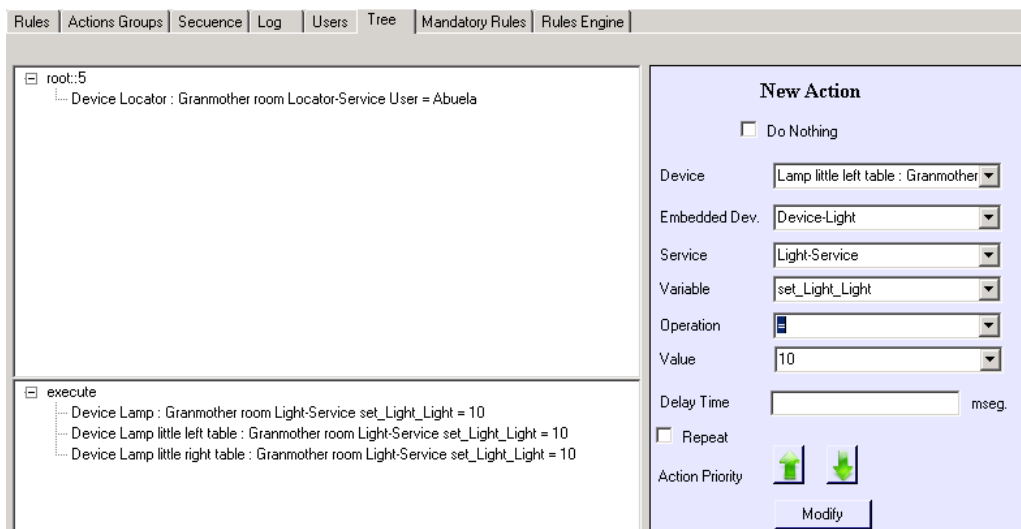 Rules Actions Groups Secuence Log Users Tree Mandatory Rules Rules Engine
root::5
Device Locator : Granmother room Locator-Service User = Abuela
execute
Device Lamp : Granmother room Light-Service set_Light_Light = 10
Device Lamp little left table : Granmother room Light-Service set_Light_Light = 10
Device Lamp little right table : Granmother room Light-Service set_Light_Light = 10
New Action
Do Nothing
Device Lamp little left table : Granmother
Embedded Dev. Device-Light
Service Light-Service
Variable set_Light_Light
Operation =
Value 10
Delay Time mseg.
Repeat
Action Priority
Modify